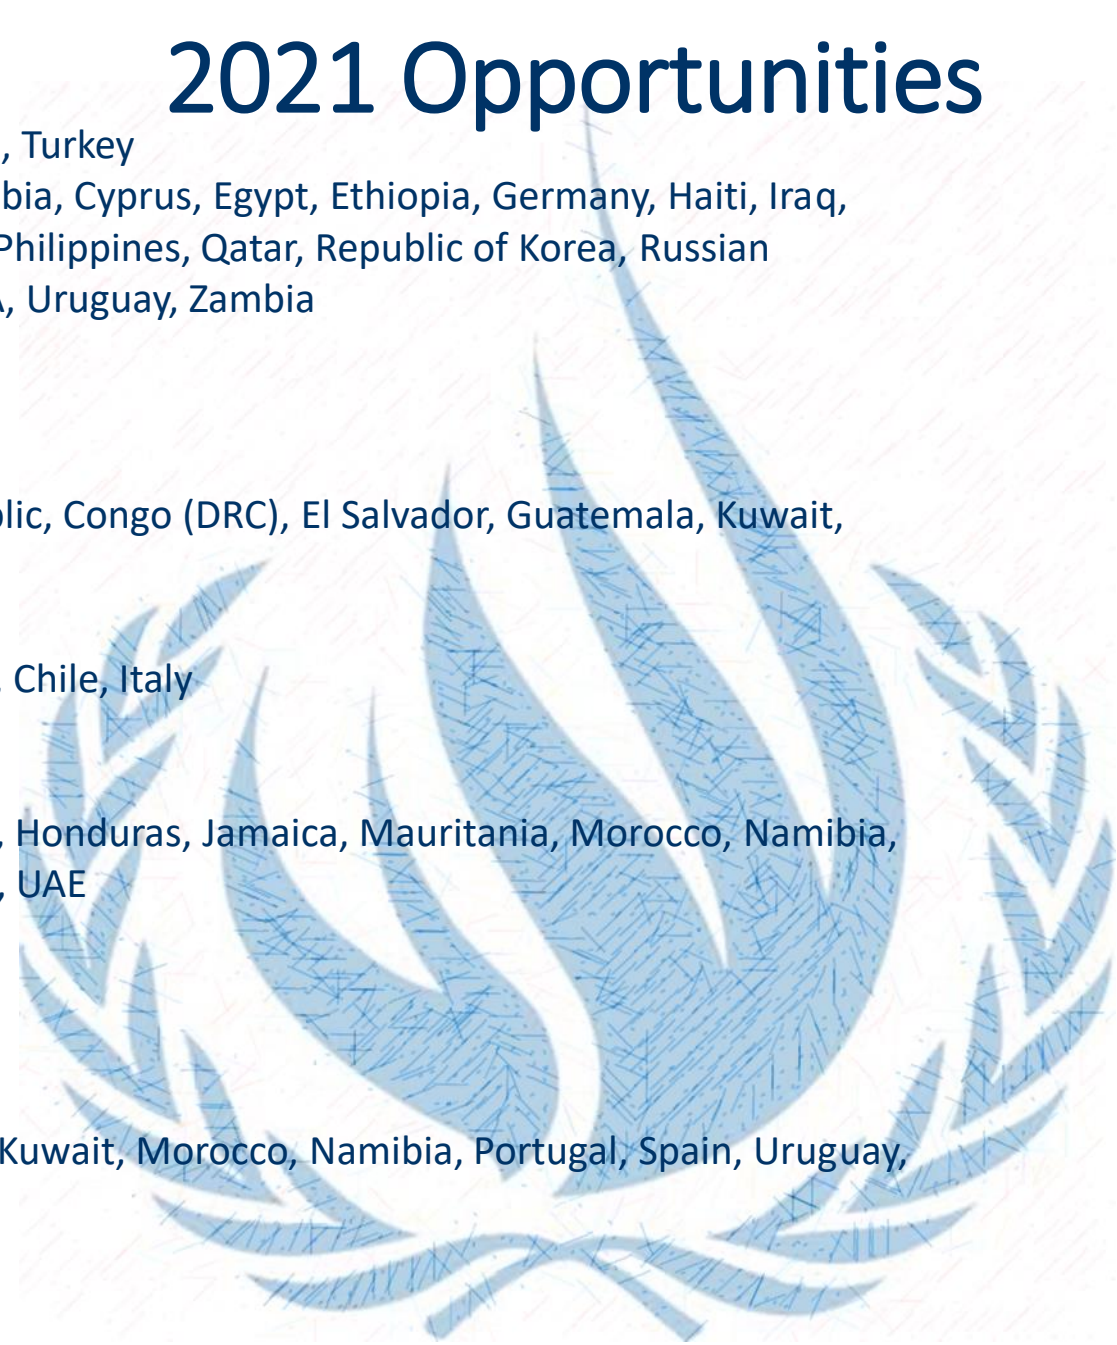 2021 Opportunities
, Turkey
bia, Cyprus, Egypt, Ethiopia, Germany, Haiti, Iraq,
Philippines, Qatar, Republic of Korea, Russian
, Uruguay, Zambia
lic, Congo (DRC), El Salvador, Guatemala, Kuwait,
Chile, Italy
, Honduras, Jamaica, Mauritania, Morocco, Namibia,
, UAE
Kuwait, Morocco, Namibia, Portugal, Spain, Uruguay,